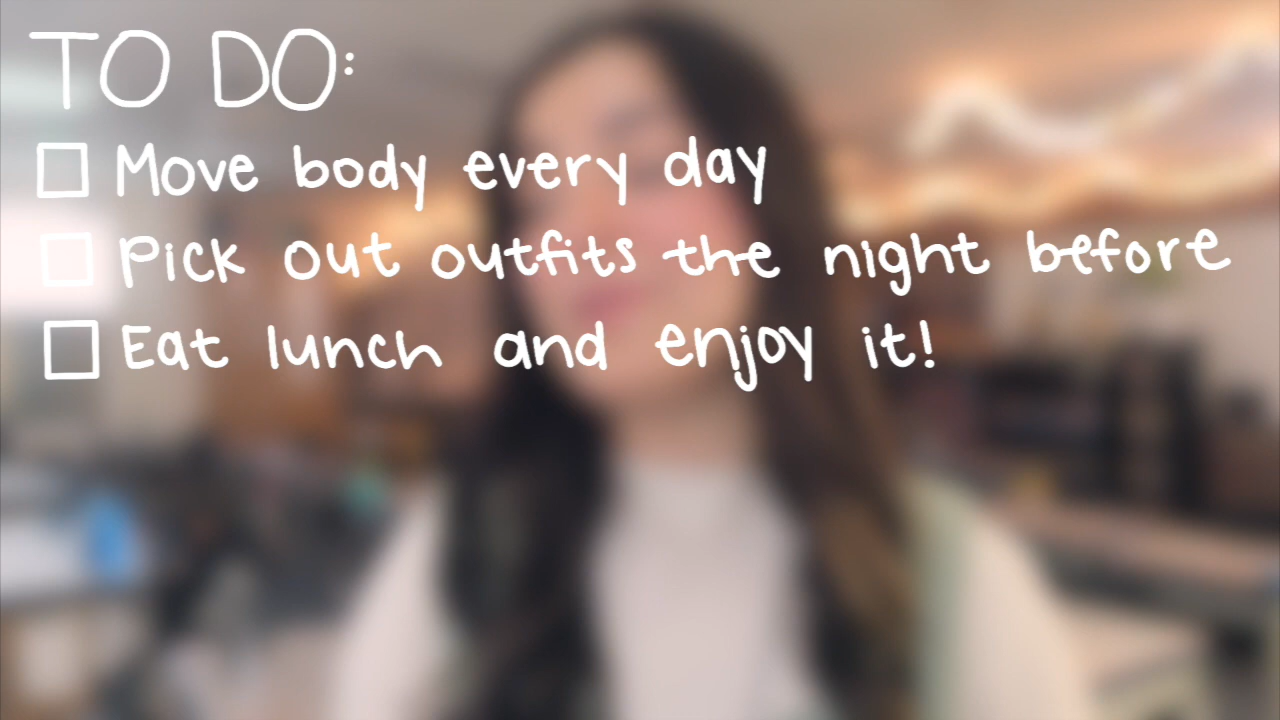 TO DO:
Move body every day
Pick out outfits the night before
Eat lunch and enjoy it!